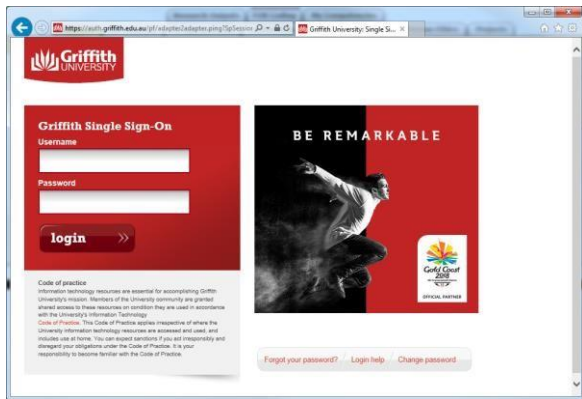 https://auth.griffith.edu.au/pf/adapter2adapter.ping?SpSession
Griffith University: Single Si...
Griffith
UNIVERSITY
Griffith Single Sign-On
Username
Password
login
BE REMARKABLE
Gold Coast
2018
OFFICIAL PARTNER
Code of practice
Information technology resources are essential for accomplishing Griffith
University's mission. Members of the University community are granted
shared access to these resources on condition they are used in accordance
with the University's Information Technology
Code of Practice. This Code of Practice applies irrespective of where the
University information technology resources are accessed and used, and
includes use at home. You can expect sanctions if you act irresponsibly and
disregard your obligations under the Code of Practice. It is your
responsibility to become familiar with the Code of Practice.
Forgot your password? Login help Change password